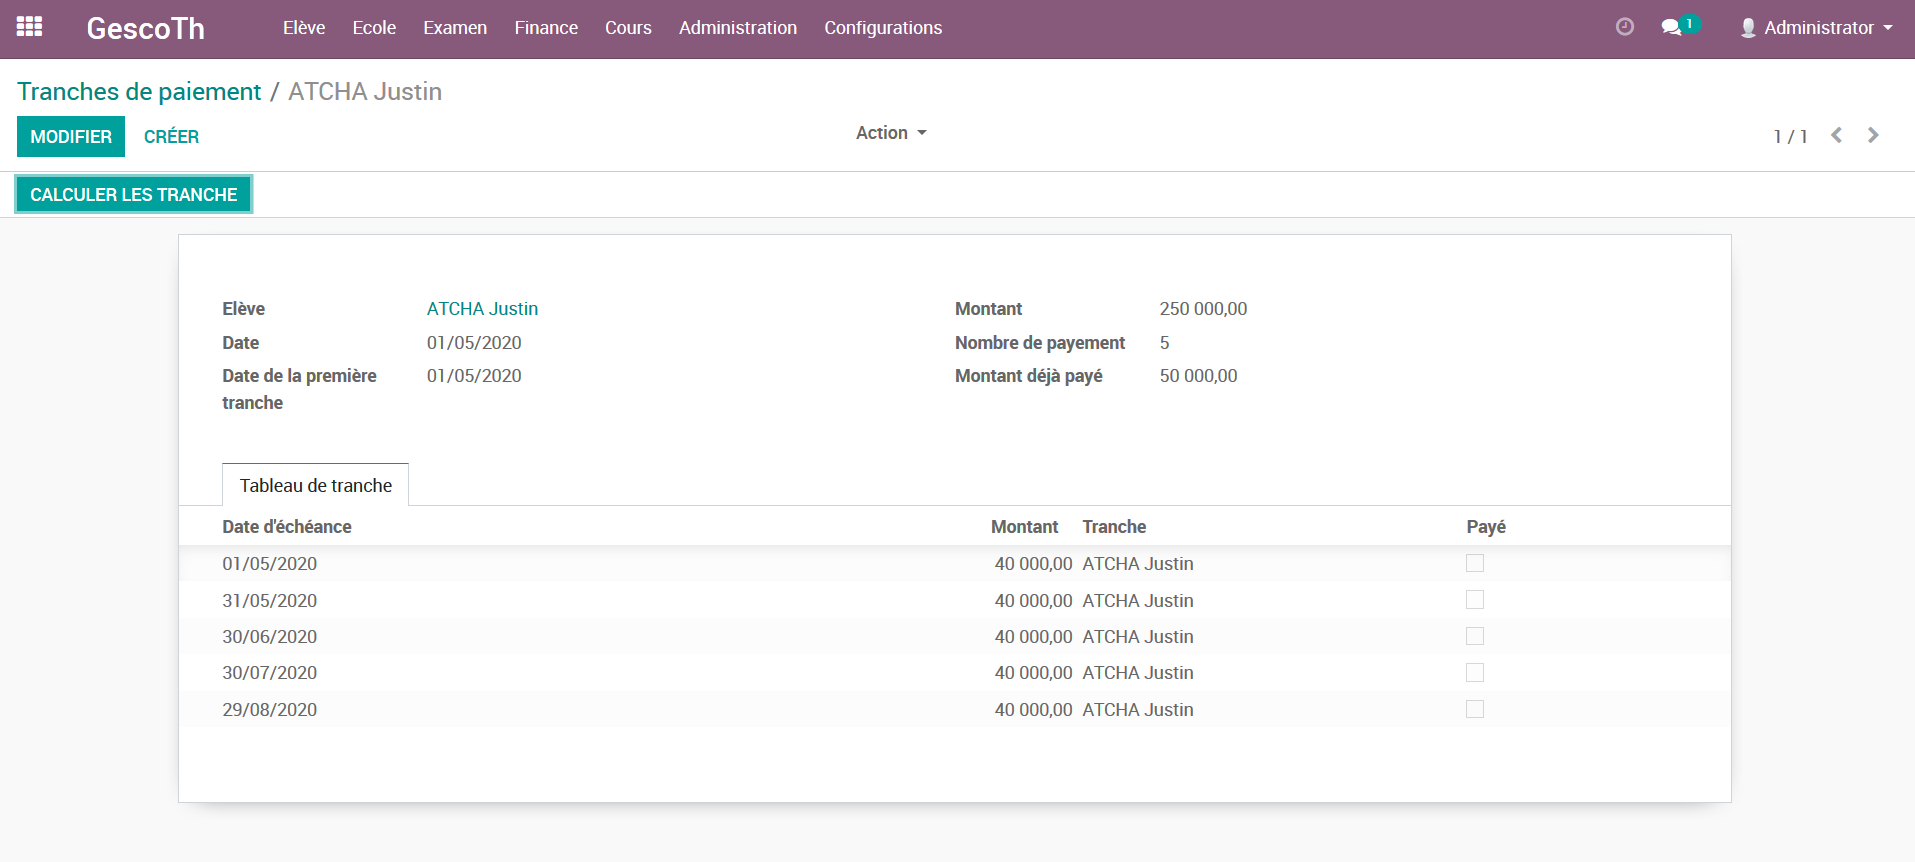 GescoTh Elève Ecole Examen Finance Cours Administration Configurations 1 Administrator
Tranches de paiement / ATCHA Justin
MODIFIER CRÉER Action 1 / 1
CALCULER LES TRANCHE
Elève ATCHA Justin Montant 250 000,00
Date 01/05/2020 Nombre de payement 5
Date de la première tranche 01/05/2020 Montant déjà payé 50 000,00
Tableau de tranche
Date d'échéance Montant Tranche Payé
01/05/2020 40 000,00 ATCHA Justin
31/05/2020 40 000,00 ATCHA Justin
30/06/2020 40 000,00 ATCHA Justin
30/07/2020 40 000,00 ATCHA Justin
29/08/2020 40 000,00 ATCHA Justin